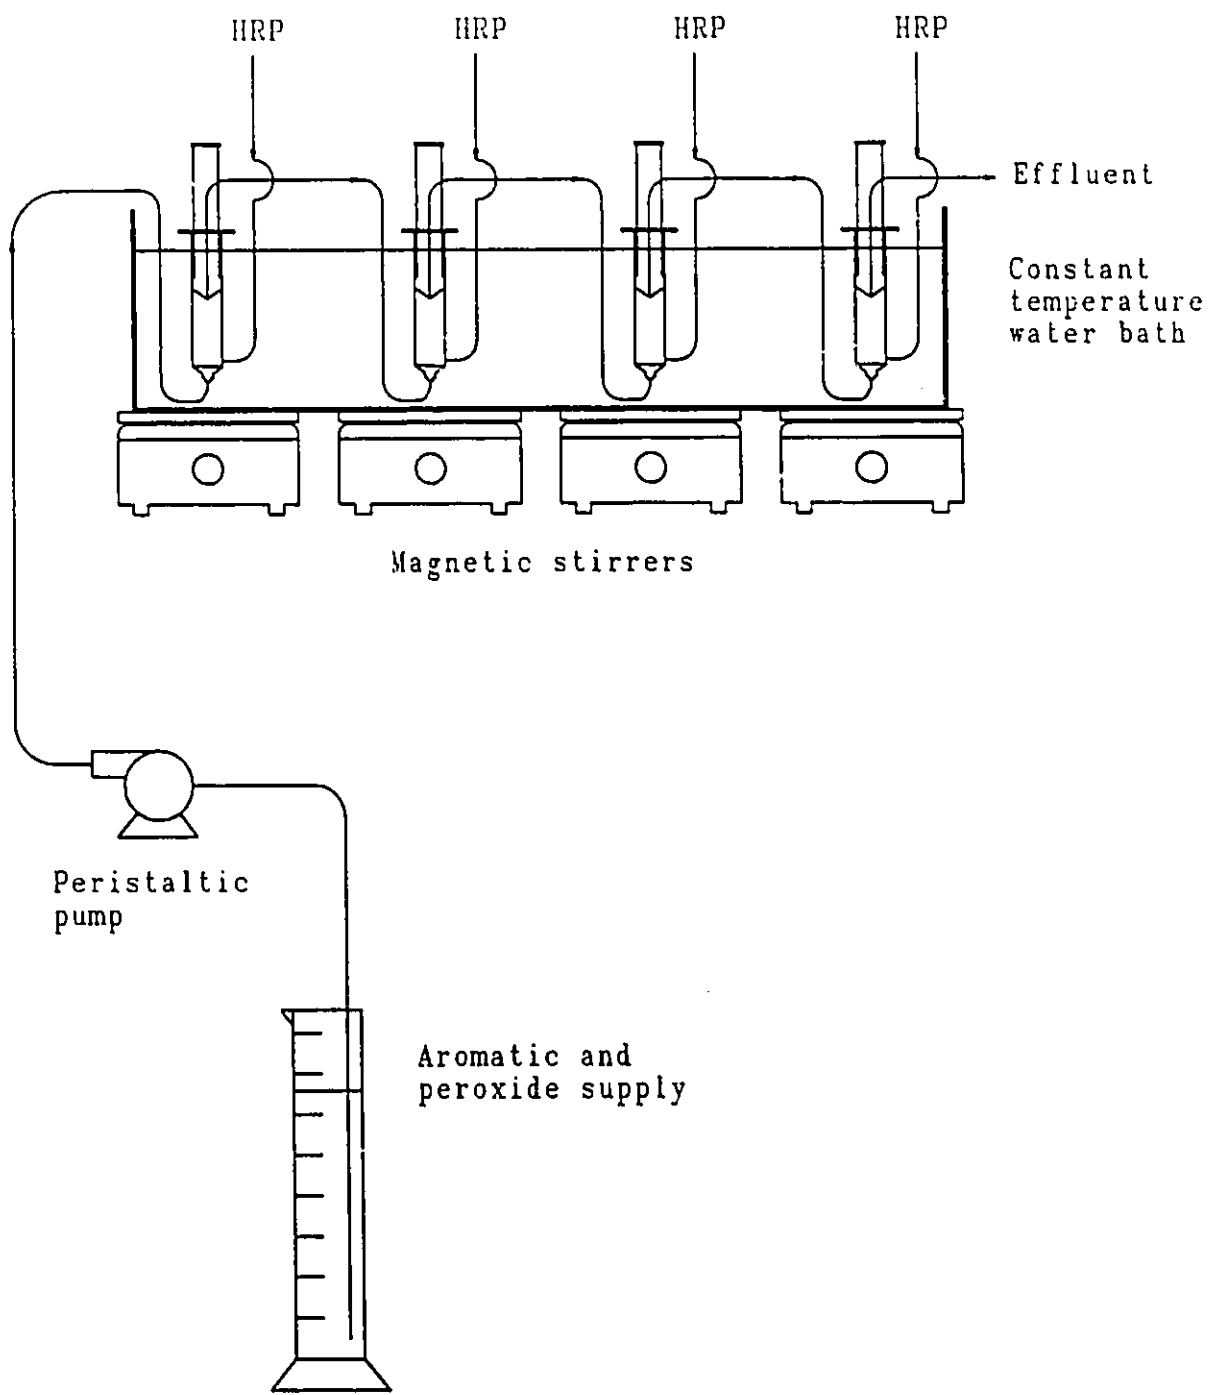 HRP HRP HRP HRP
Effluent
Constant
temperature
water bath
Magnetic stirrers
Peristaltic
pump
Aromatic and
peroxide supply